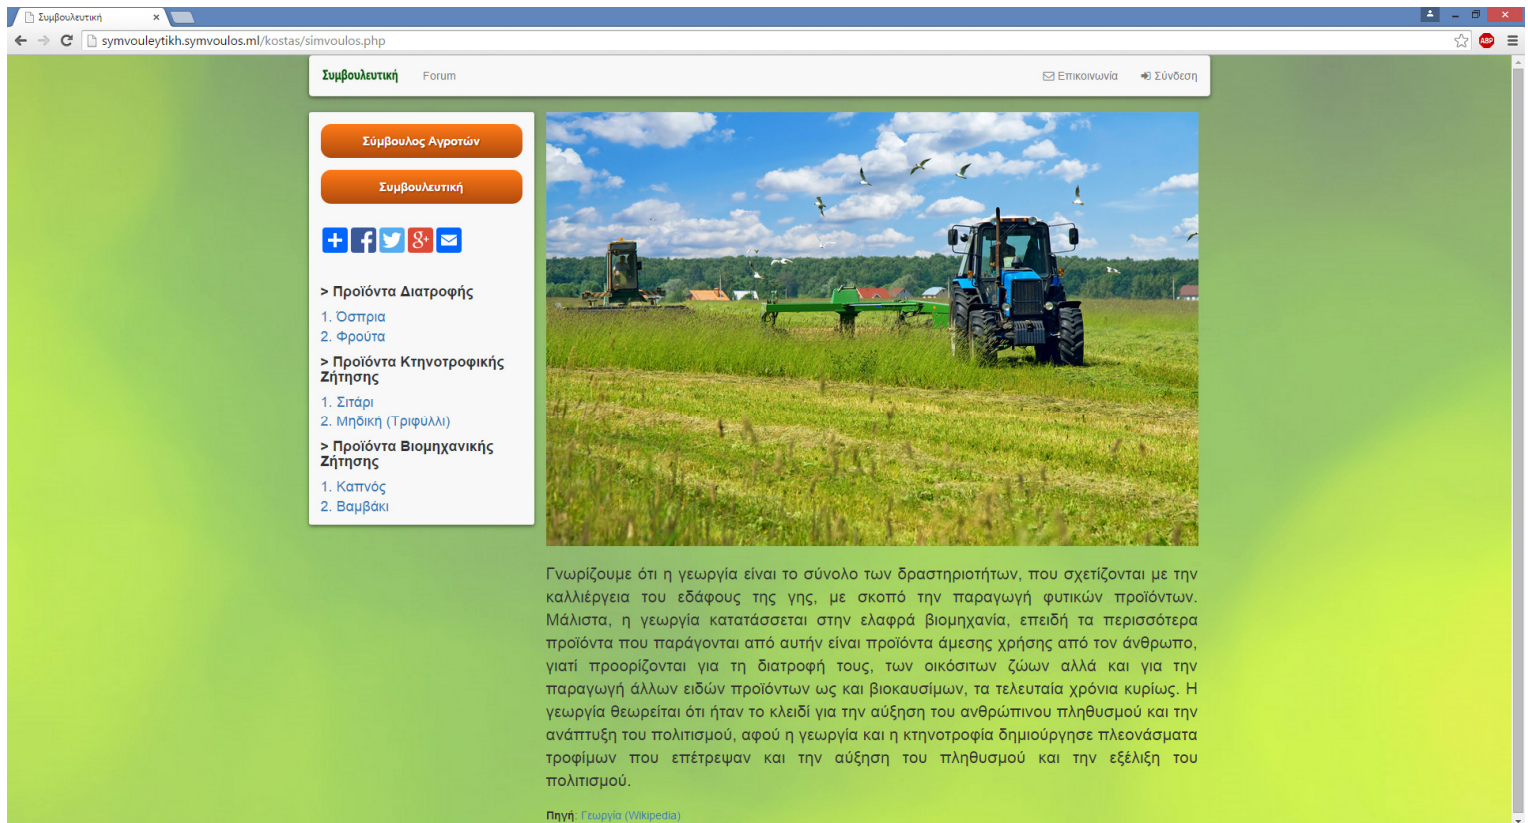 Συμβουλευτική
symvouleytikh.symvoulos.ml/kostas/simvoulos.php
ABP
Συμβουλευτική Forum Επικοινωνία Σύνδεση
Σύμβουλος Αγροτών
Συμβουλευτική
> Προϊόντα Διατροφής
1. Όσπρια
2. Φρούτα
> Προϊόντα Κτηνοτροφικής
Ζήτησης
1. Σιτάρι
2. Μηδική (Τριφύλλι)
> Προϊόντα Βιομηχανικής
Ζήτησης
1. Καπνός
2. Βαμβάκι
Γνωρίζουμε ότι η γεωργία είναι το σύνολο των δραστηριοτήτων, που σχετίζονται με την
καλλιέργεια του εδάφους της γης, με σκοπό την παραγωγή φυτικών προϊόντων.
Μάλιστα, η γεωργία κατατάσσεται στην ελαφρά βιομηχανία, επειδή τα περισσότερα
προϊόντα που παράγονται από αυτήν είναι προϊόντα άμεσης χρήσης από τον άνθρωπο,
γιατί προορίζονται για τη διατροφή τους, των οικόσιτων ζώων αλλά και για την
παραγωγή άλλων ειδών προϊόντων ως και βιοκαυσίμων, τα τελευταία χρόνια κυρίως. Η
γεωργία θεωρείται ότι ήταν το κλειδί για την αύξηση του ανθρώπινου πληθυσμού και την
ανάπτυξη του πολιτισμού, αφού η γεωργία και η κτηνοτροφία δημιούργησε πλεονάσματα
τροφίμων που επέτρεψαν και την αύξηση του πληθυσμού και την εξέλιξη του
πολιτισμού.
Πηγή: Γεωργία (Wikipedia)